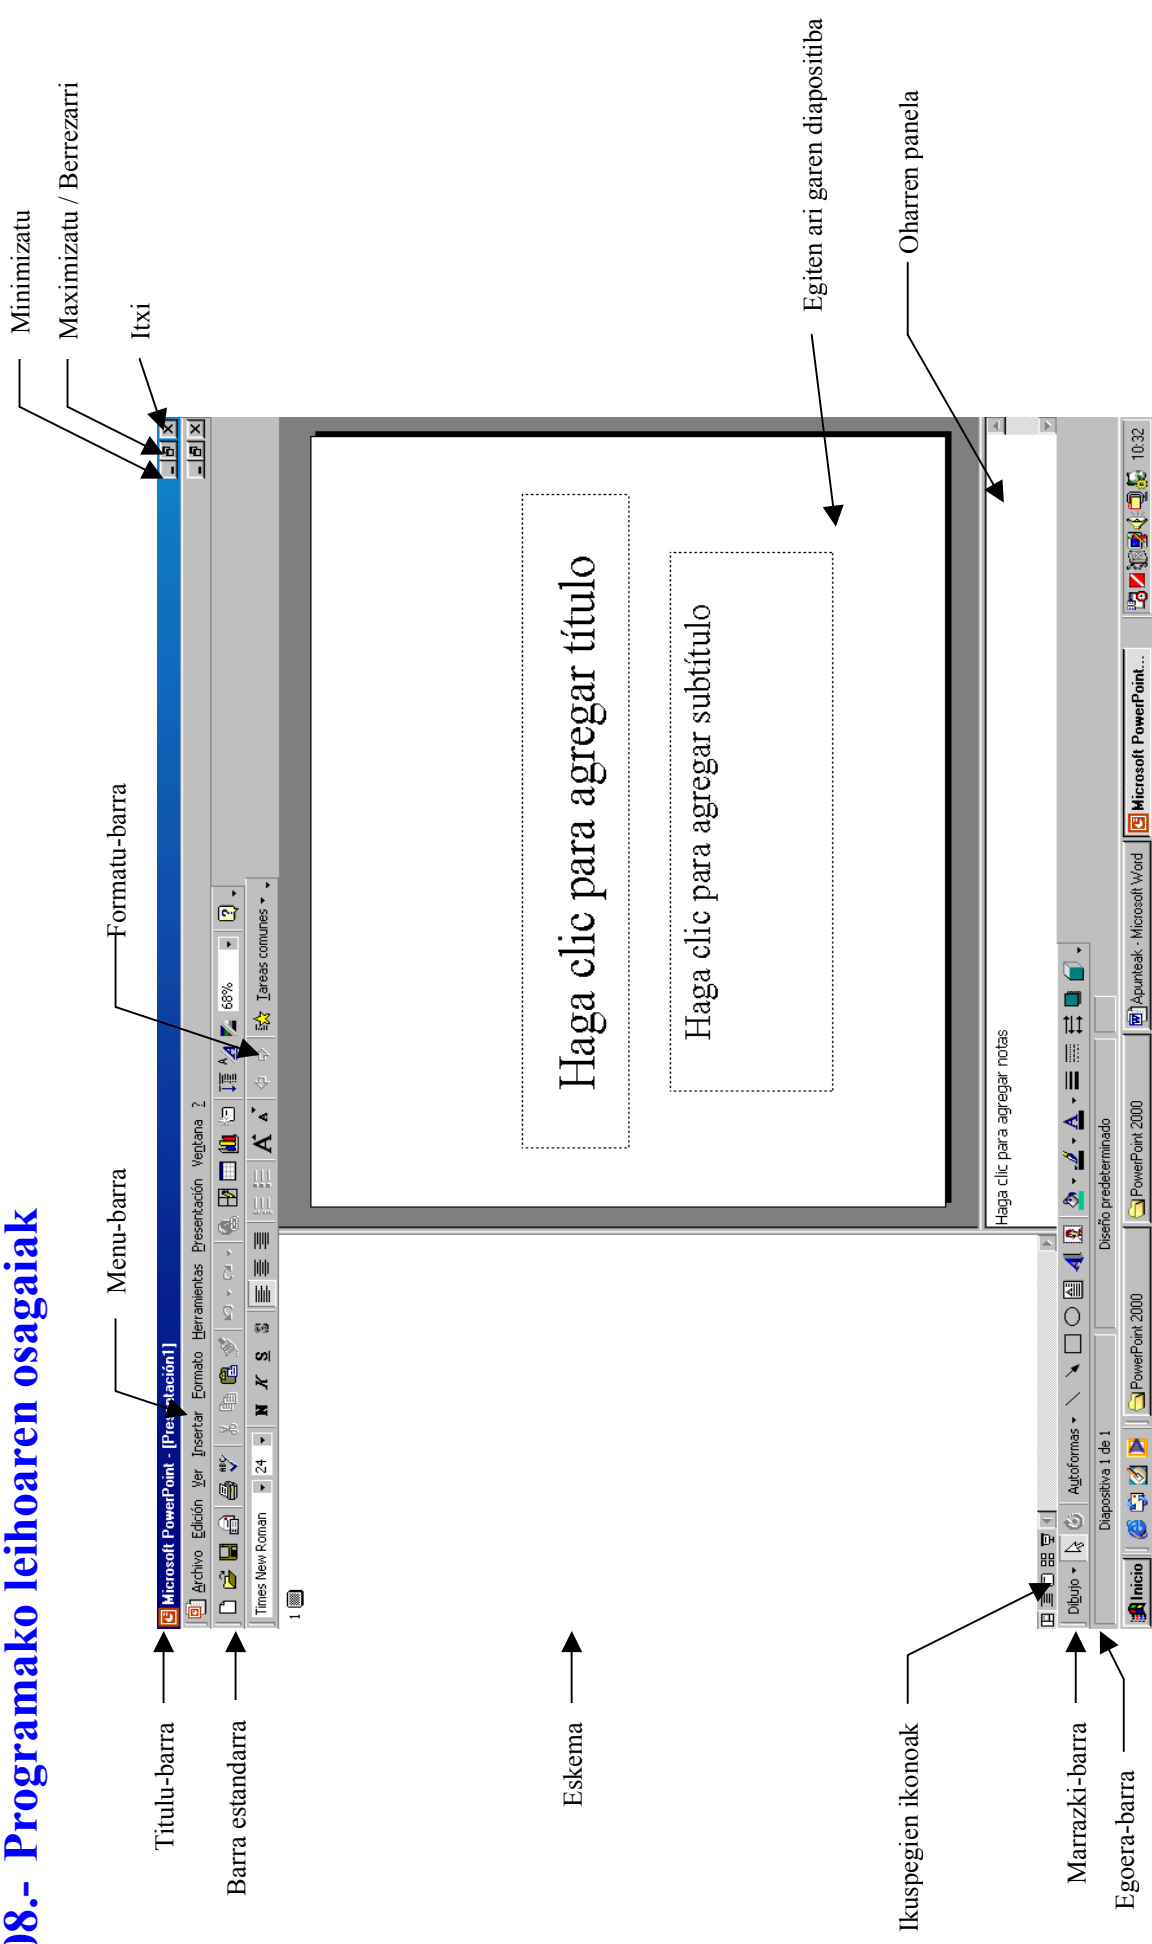 08.- Programako leihoaren osagaiak
Minimizatu
Maximizatu / Berrezarri
Itxi
Menu-barra
Formatu-barra
Titulu-barra
Microsoft PowerPoint - [Presentación1]
Archivo Edición Ver Insertar Formato Herramientas Presentación Ventana ?
Barra estandarra
68%
Times New Roman 24 N K S S Tareas comunes
1
Haga clic para agregar título
Haga clic para agregar subtítulo
Eskema
Egiten ari garen diapositiba
Oharren panela
Haga clic para agregar notas
Ikuspegien ikonoak
Marrazki-barra
Dibujo Autoformas
Egoera-barra
Diapositiva 1 de 1 Diseño predeterminado
Inicio PowerPoint 2000 PowerPoint 2000 Apunteak - Microsoft Word Microsoft PowerPoint... 10:32